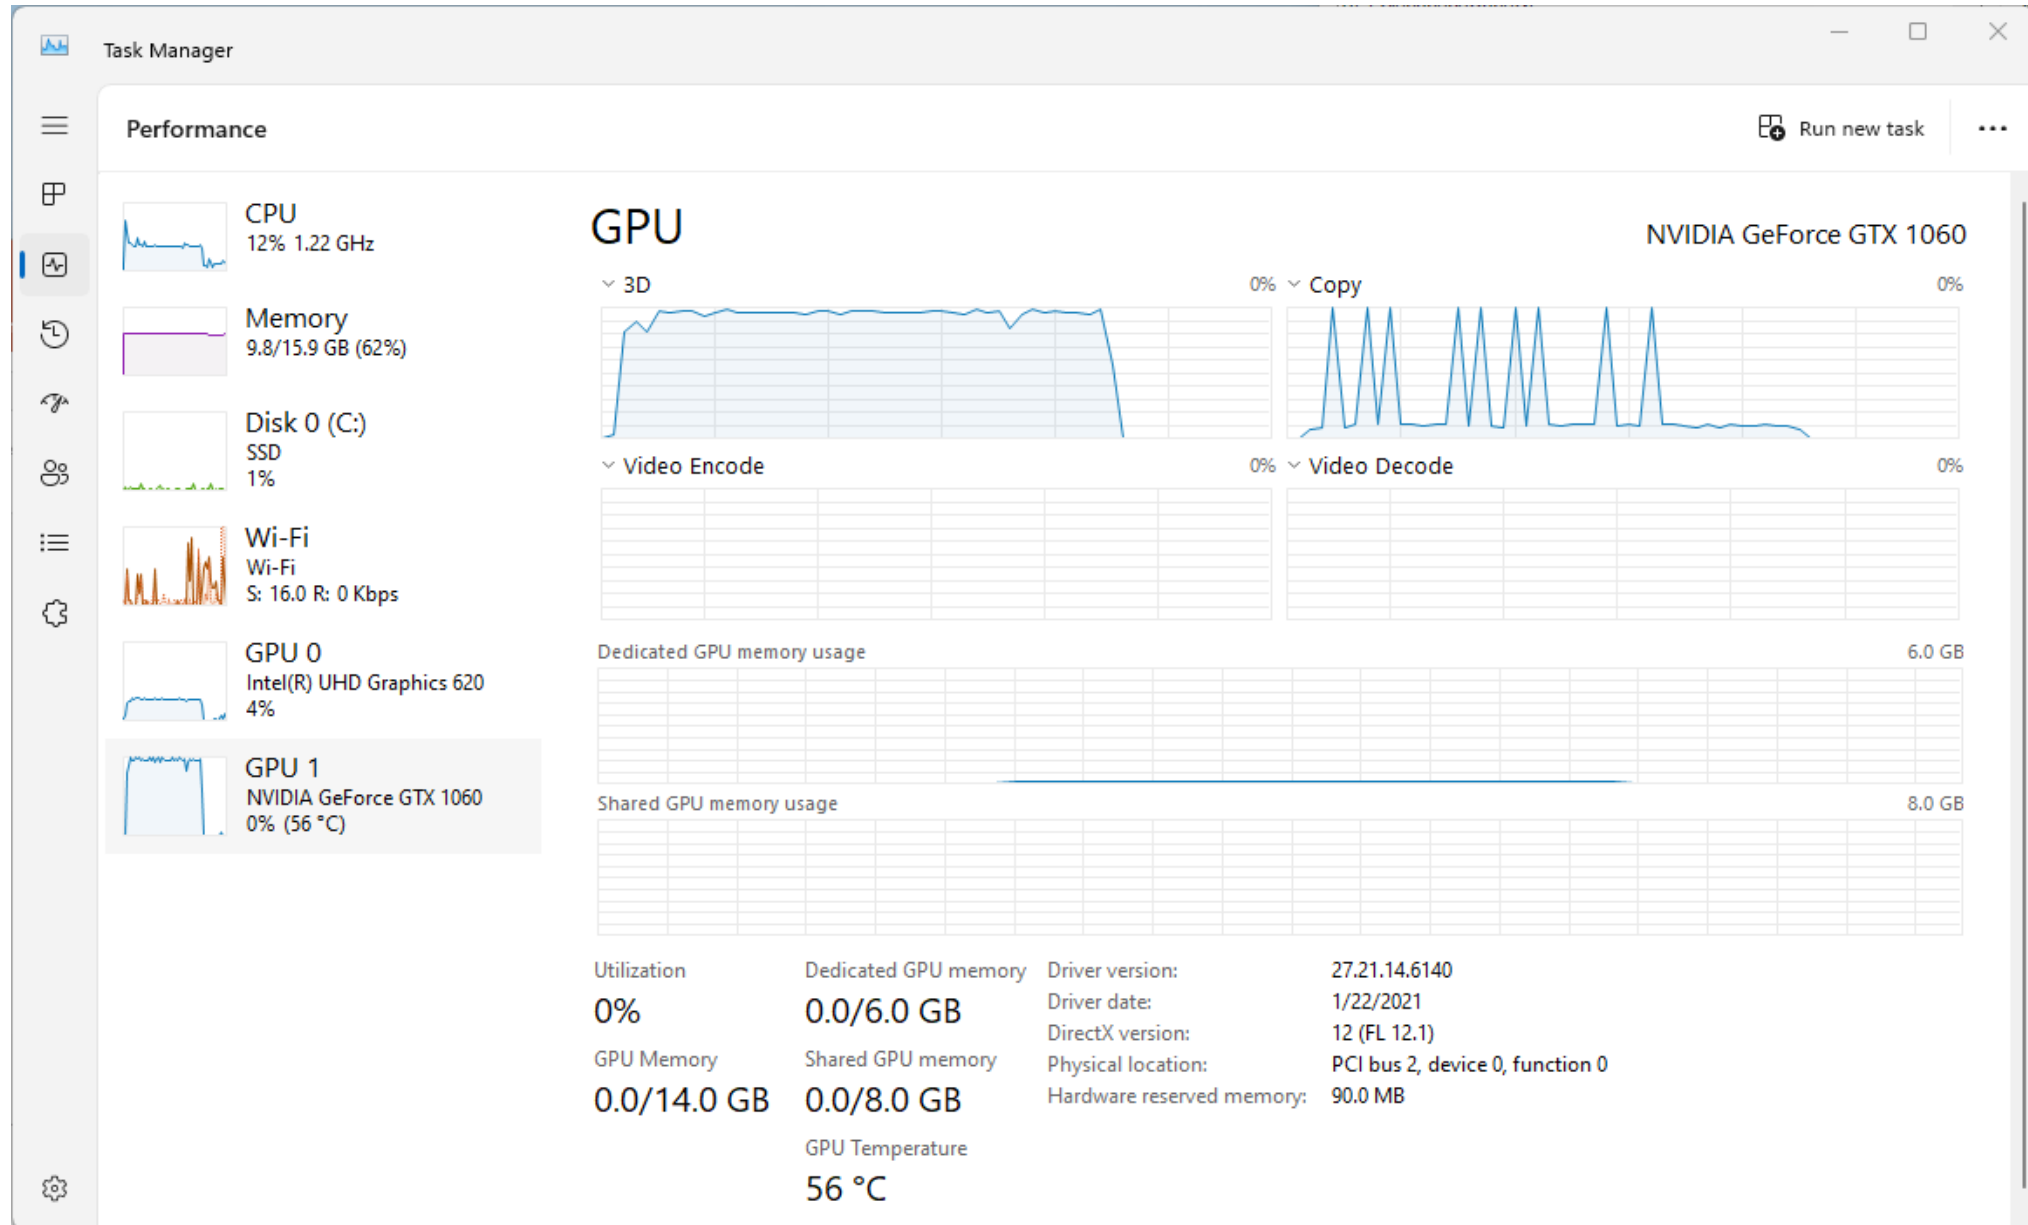 Task Manager
Performance
Run new task
CPU
12% 1.22 GHz
Memory
9.8/15.9 GB (62%)
Disk 0 (C:)
SSD
1%
Wi-Fi
Wi-Fi
S: 16.0 R: 0 Kbps
GPU 0
Intel(R) UHD Graphics 620
4%
GPU 1
NVIDIA GeForce GTX 1060
0% (56 °C)
GPU
NVIDIA GeForce GTX 1060
3D 0%
Copy 0%
Video Encode 0%
Video Decode 0%
Dedicated GPU memory usage 6.0 GB
Shared GPU memory usage 8.0 GB
Utilization
0%
Dedicated GPU memory
0.0/6.0 GB
GPU Memory
0.0/14.0 GB
Shared GPU memory
0.0/8.0 GB
GPU Temperature
56 °C
Driver version: 27.21.14.6140
Driver date: 1/22/2021
DirectX version: 12 (FL 12.1)
Physical location: PCI bus 2, device 0, function 0
Hardware reserved memory: 90.0 MB